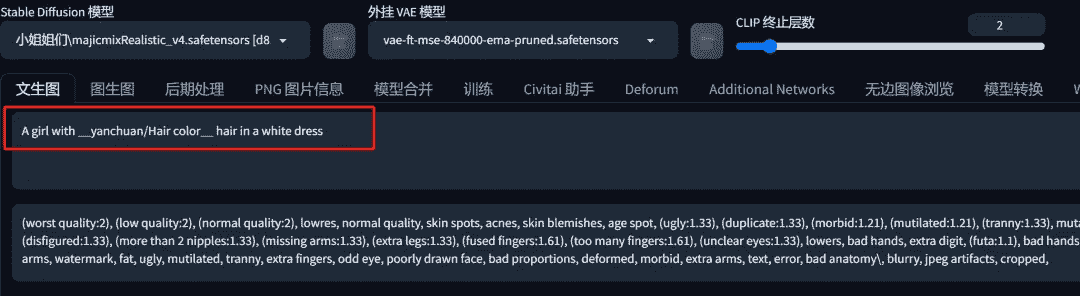 Stable Diffusion 模型
外挂 VAE 模型
CLIP 终止层数
2
小姐姐们\majicmixRealistic_v4.safetensors [d8
vae-ft-mse-840000-ema-pruned.safetensors
文生图 图生图 后期处理 PNG 图片信息 模型合并 训练 Civitai 助手 Deforum Additional Networks 无边图像浏览 模型转换 W
A girl with __yanchuan/Hair color__ hair in a white dress
(worst quality:2), (low quality:2), (normal quality:2), lowres, normal quality, skin spots, acnes, skin blemishes, age spot, (ugly:1.33), (duplicate:1.33), (morbid:1.21), (mutilated:1.21), (tranny:1.33), muta
(disfigured:1.33), (more than 2 nipples:1.33), (missing arms:1.33), (extra legs:1.33), (fused fingers:1.61), (too many fingers:1.61), (unclear eyes:1.33), lowers, bad hands, extra digit, (futa:1.1), bad hands
arms, watermark, fat, ugly, mutilated, tranny, extra fingers, odd eye, poorly drawn face, bad proportions, deformed, morbid, extra arms, text, error, bad anatomy\, blurry, jpeg artifacts, cropped,